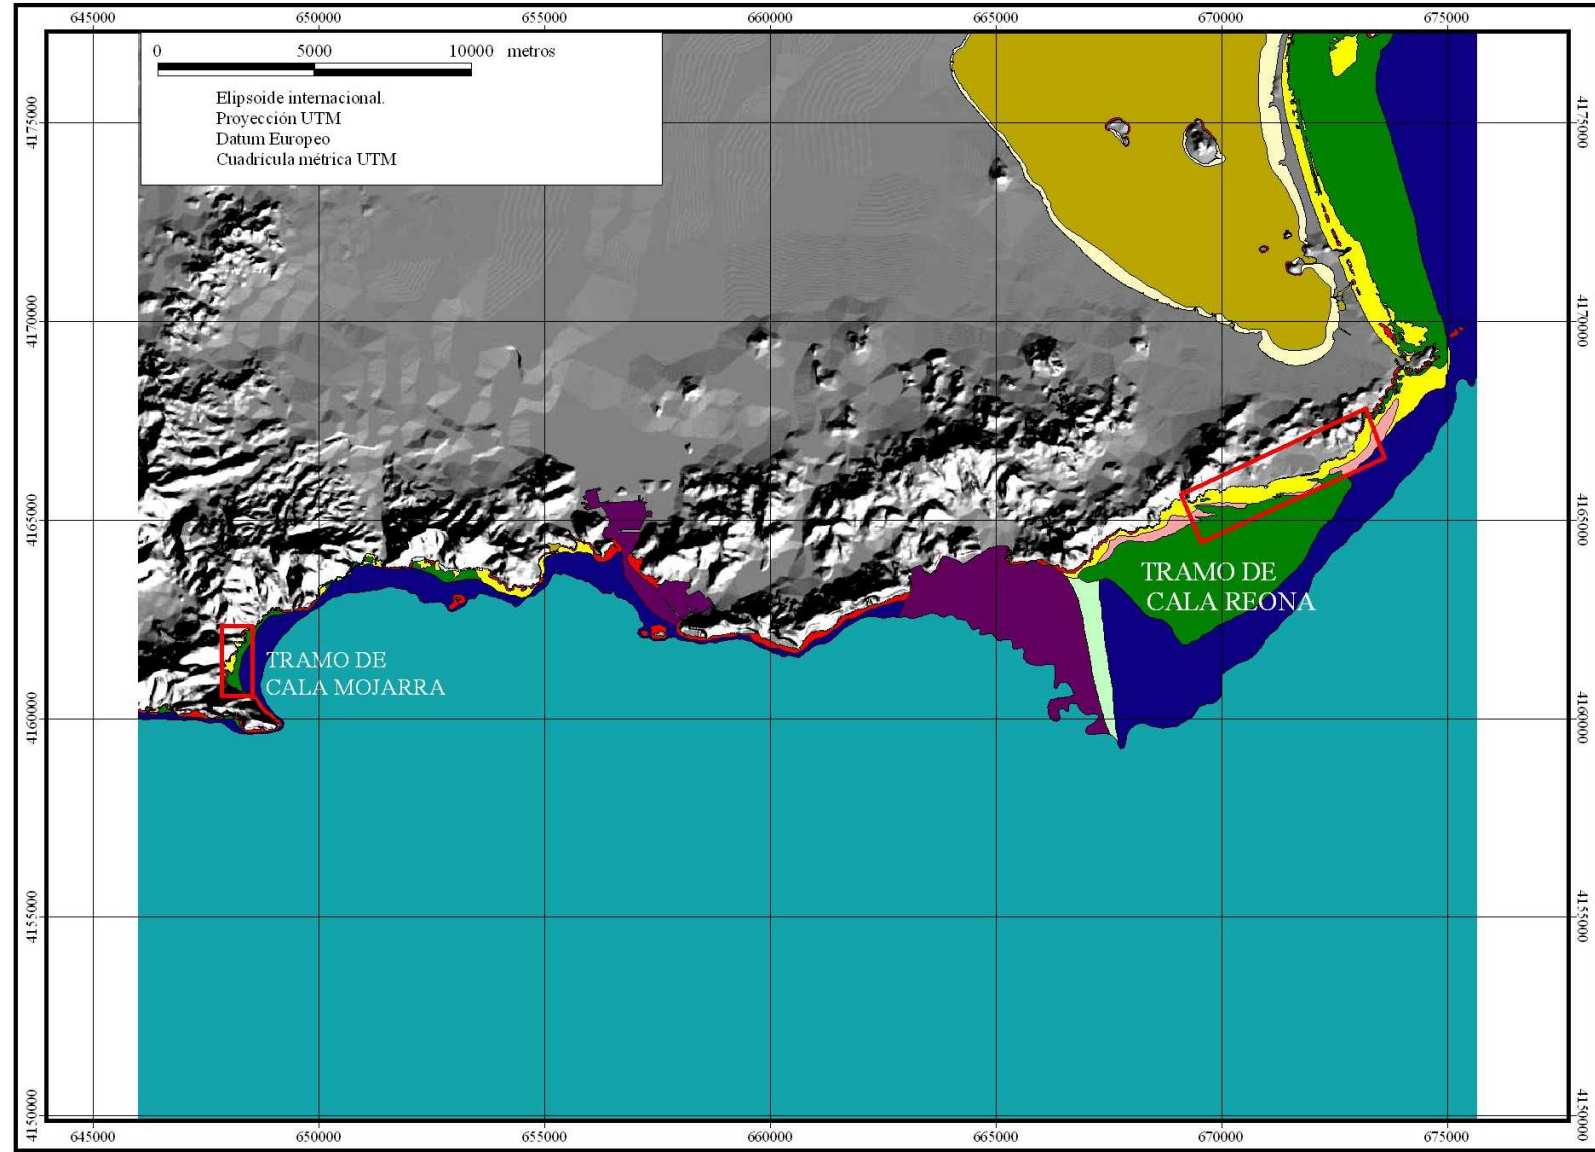 645000 650000 655000 660000 665000 670000 675000
0 5000 10000 metros
Elipsoide internacional.
Proyección UTM
Datum Europeo
Cuadrícula métrica UTM
4175000 4175000
4170000 4170000
4165000 4165000
TRAMO DE
CALA REONA
TRAMO DE
CALA MOJARRA
4160000 4160000
4155000 4155000
4150000 4150000
645000 650000 655000 660000 665000 670000 675000